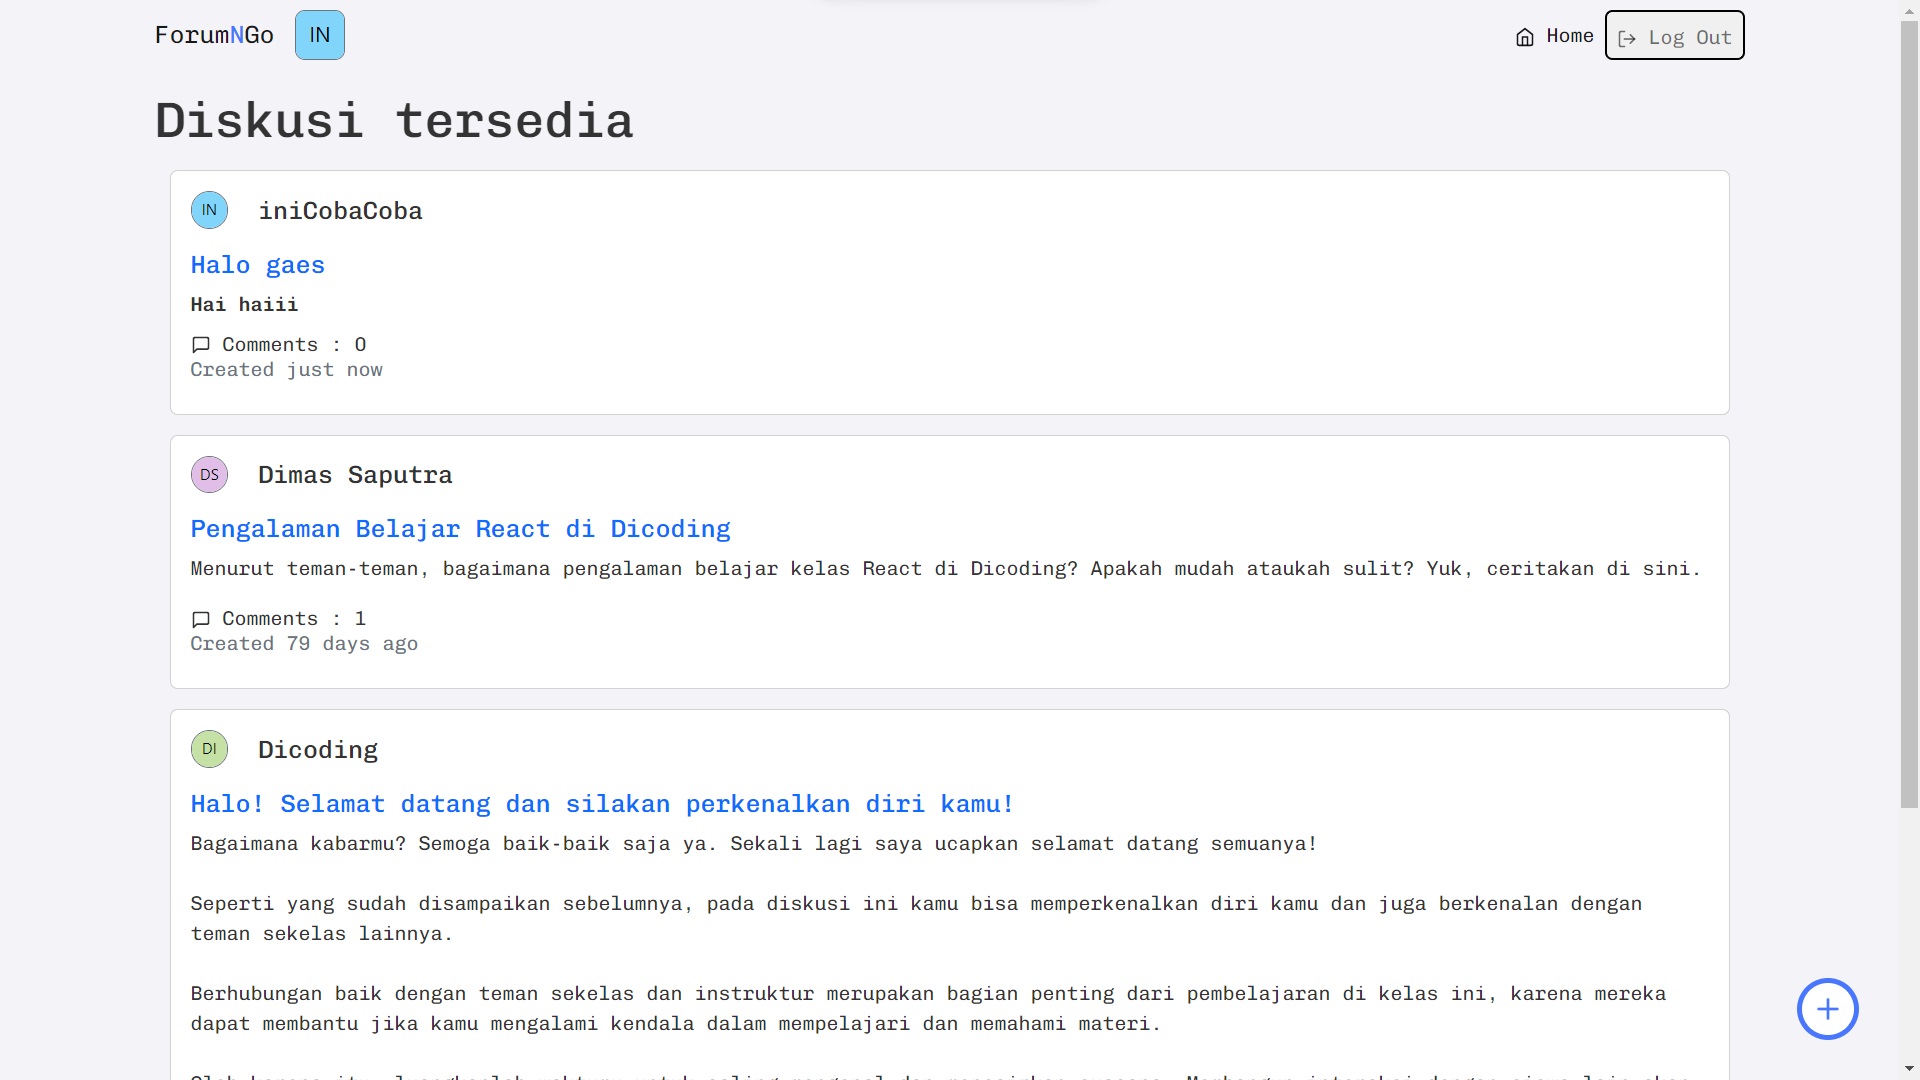 ForumNGo IN Home Log Out
Diskusi tersedia
IN iniCobaCoba
Halo gaes
Hai haiii
Comments : 0
Created just now
DS Dimas Saputra
Pengalaman Belajar React di Dicoding
Menurut teman-teman, bagaimana pengalaman belajar kelas React di Dicoding? Apakah mudah ataukah sulit? Yuk, ceritakan di sini.
Comments : 1
Created 79 days ago
DI Dicoding
Halo! Selamat datang dan silakan perkenalkan diri kamu!
Bagaimana kabarmu? Semoga baik-baik saja ya. Sekali lagi saya ucapkan selamat datang semuanya!
Seperti yang sudah disampaikan sebelumnya, pada diskusi ini kamu bisa memperkenalkan diri kamu dan juga berkenalan dengan
teman sekelas lainnya.
Berhubungan baik dengan teman sekelas dan instruktur merupakan bagian penting dari pembelajaran di kelas ini, karena mereka
dapat membantu jika kamu mengalami kendala dalam mempelajari dan memahami materi.